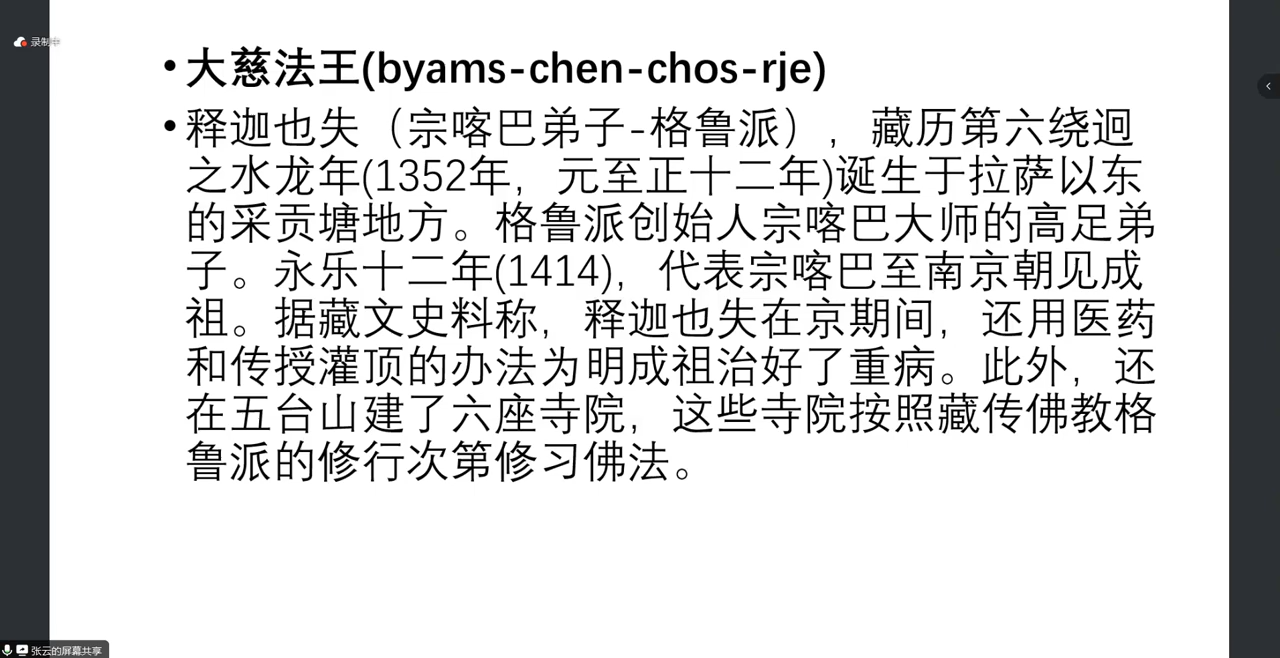 录制中
• 大慈法王(byams-chen-chos-rje)
• 释迦也失（宗喀巴弟子-格鲁派），藏历第六绕迥
之水龙年(1352年，元至正十二年)诞生于拉萨以东
的采贡塘地方。格鲁派创始人宗喀巴大师的高足弟
子。永乐十二年(1414)，代表宗喀巴至南京朝见成
祖。据藏文史料称，释迦也失在京期间，还用医药
和传授灌顶的办法为明成祖治好了重病。此外，还
在五台山建了六座寺院，这些寺院按照藏传佛教格
鲁派的修行次第修习佛法。
张云的屏幕共享